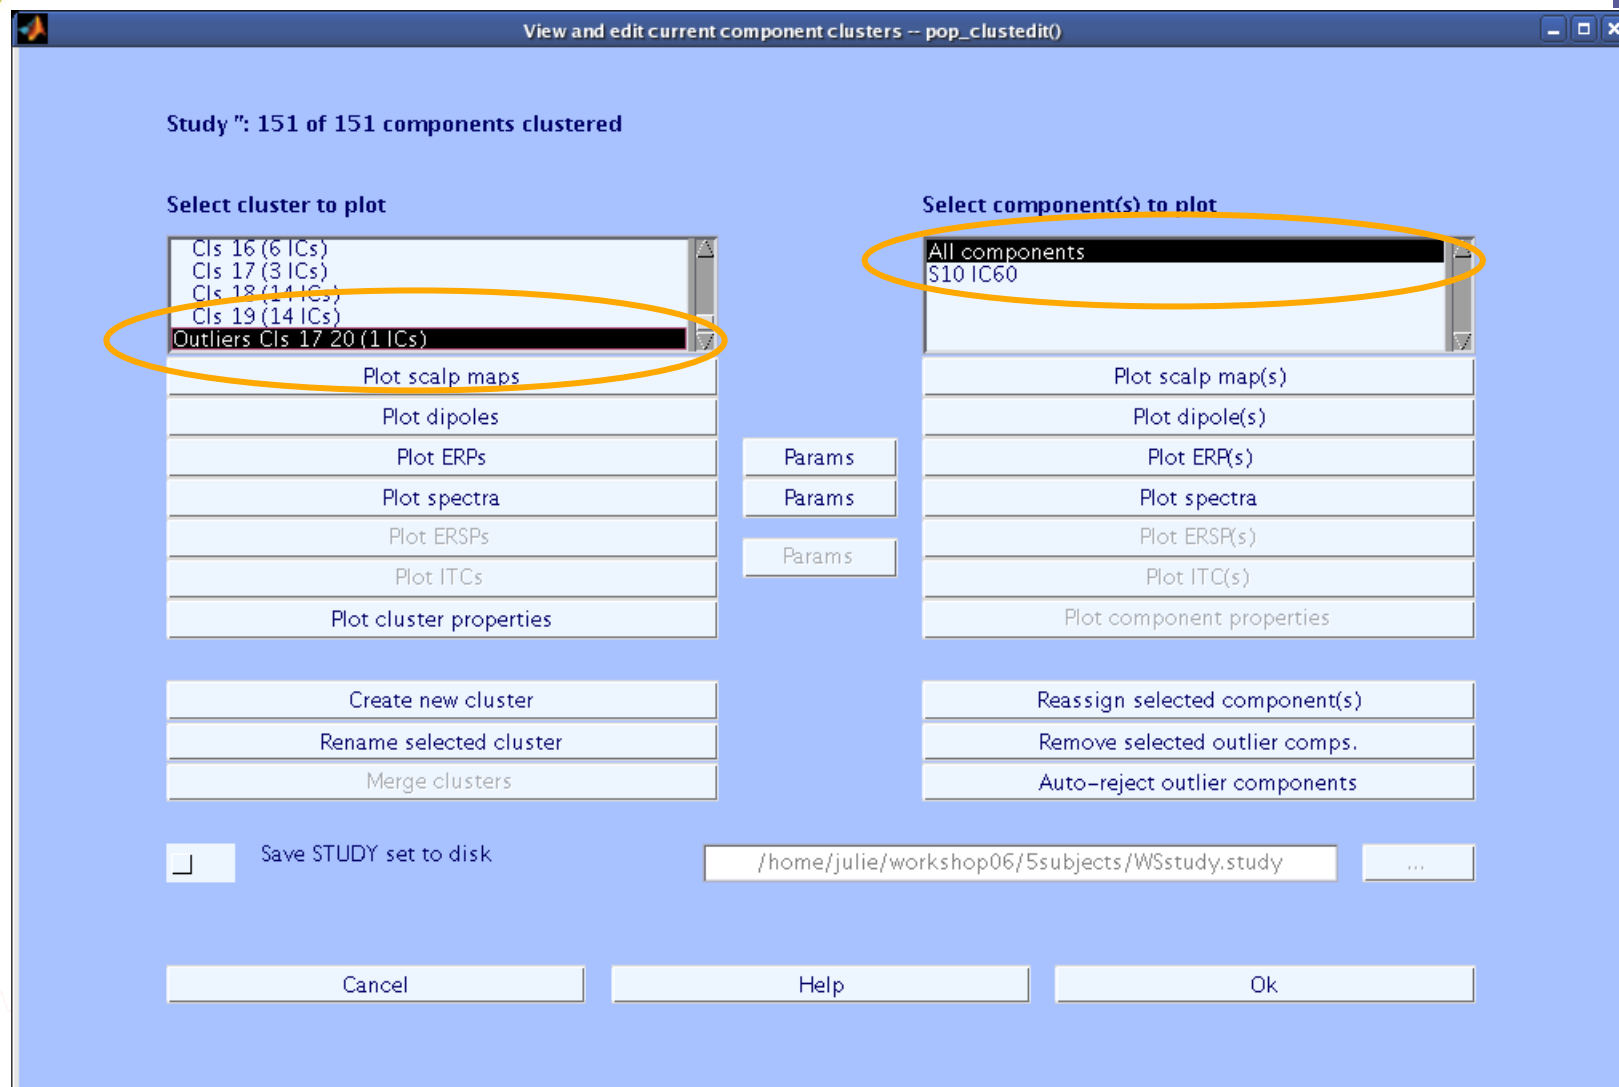 View and edit current component clusters -- pop_clustedit()
Study '': 151 of 151 components clustered
Select cluster to plot
Select component(s) to plot
Cls 16 (6 ICs)
Cls 17 (3 ICs)
Cls 18 (14 ICs)
Cls 19 (14 ICs)
Outliers Cls 17 20 (1 ICs)
All components
S10 IC60
Plot scalp maps
Plot scalp map(s)
Plot dipoles
Plot dipole(s)
Plot ERPs
Params
Plot ERP(s)
Plot spectra
Params
Plot spectra
Plot ERSPs
Params
Plot ERSP(s)
Plot ITCs
Plot ITC(s)
Plot cluster properties
Plot component properties
Create new cluster
Reassign selected component(s)
Rename selected cluster
Remove selected outlier comps.
Merge clusters
Auto-reject outlier components
Save STUDY set to disk
/home/julie/workshop06/5subjects/WSstudy.study
...
Cancel
Help
Ok